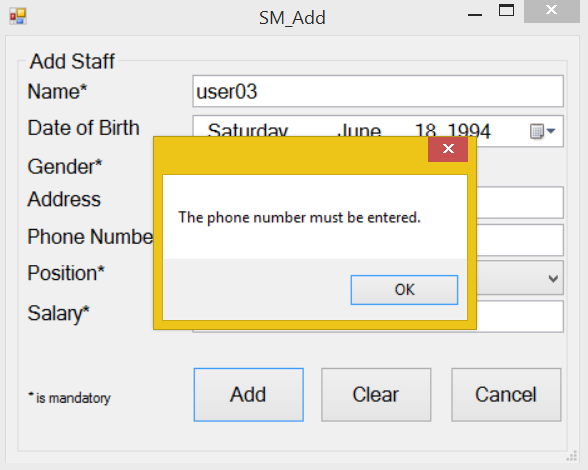 SM_Add
Add Staff
Name*
user03
Date of Birth
Saturday June 18, 1994
Gender*
Address
Phone Numbe
The phone number must be entered.
Position*
OK
Salary*
* is mandatory
Add Clear Cancel